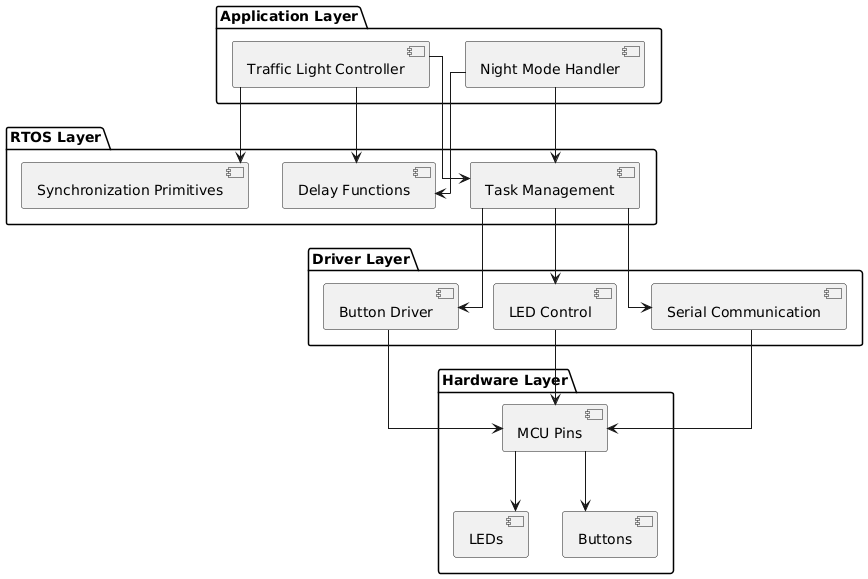 Application Layer
Traffic Light Controller
Night Mode Handler
RTOS Layer
Synchronization Primitives
Delay Functions
Task Management
Driver Layer
Button Driver
LED Control
Serial Communication
Hardware Layer
MCU Pins
LEDs
Buttons